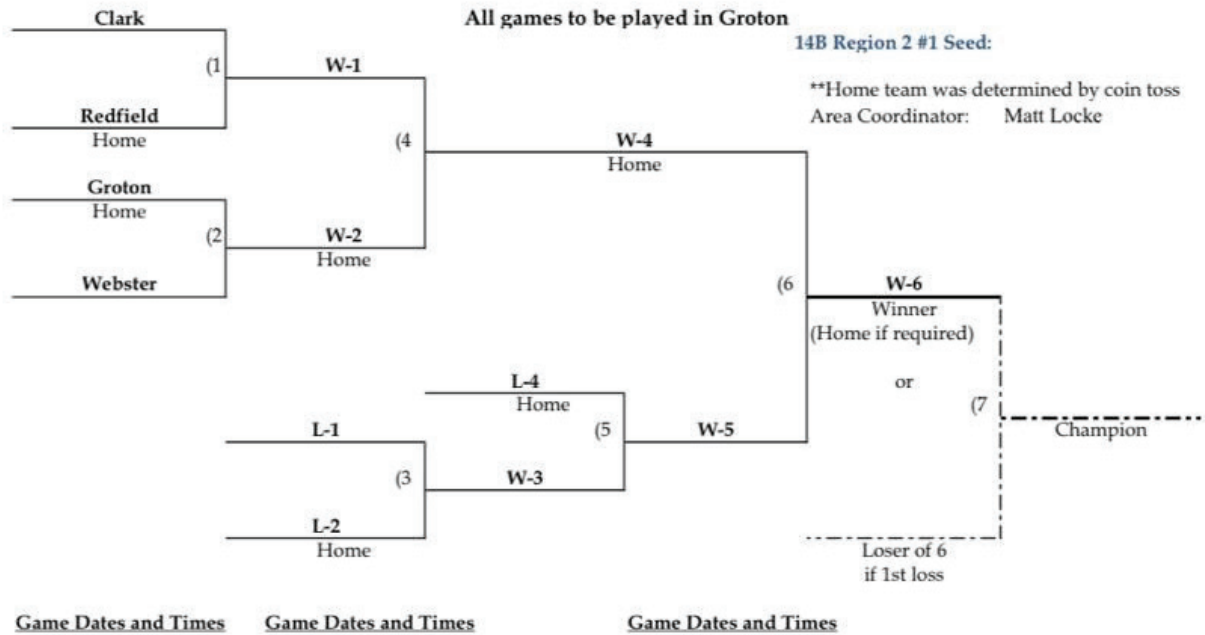 Clark
All games to be played in Groton
14B Region 2 #1 Seed:
(1
W-1
**Home team was determined by coin toss
Area Coordinator: Matt Locke
Redfield
Home
(4
W-4
Home
Groton
Home
(2
W-2
Home
Webster
(6
W-6
Winner
(Home if required)
or
L-4
Home
(7
L-1
(5
W-5
Champion
(3
W-3
L-2
Home
Loser of 6
if 1st loss
Game Dates and Times Game Dates and Times Game Dates and Times